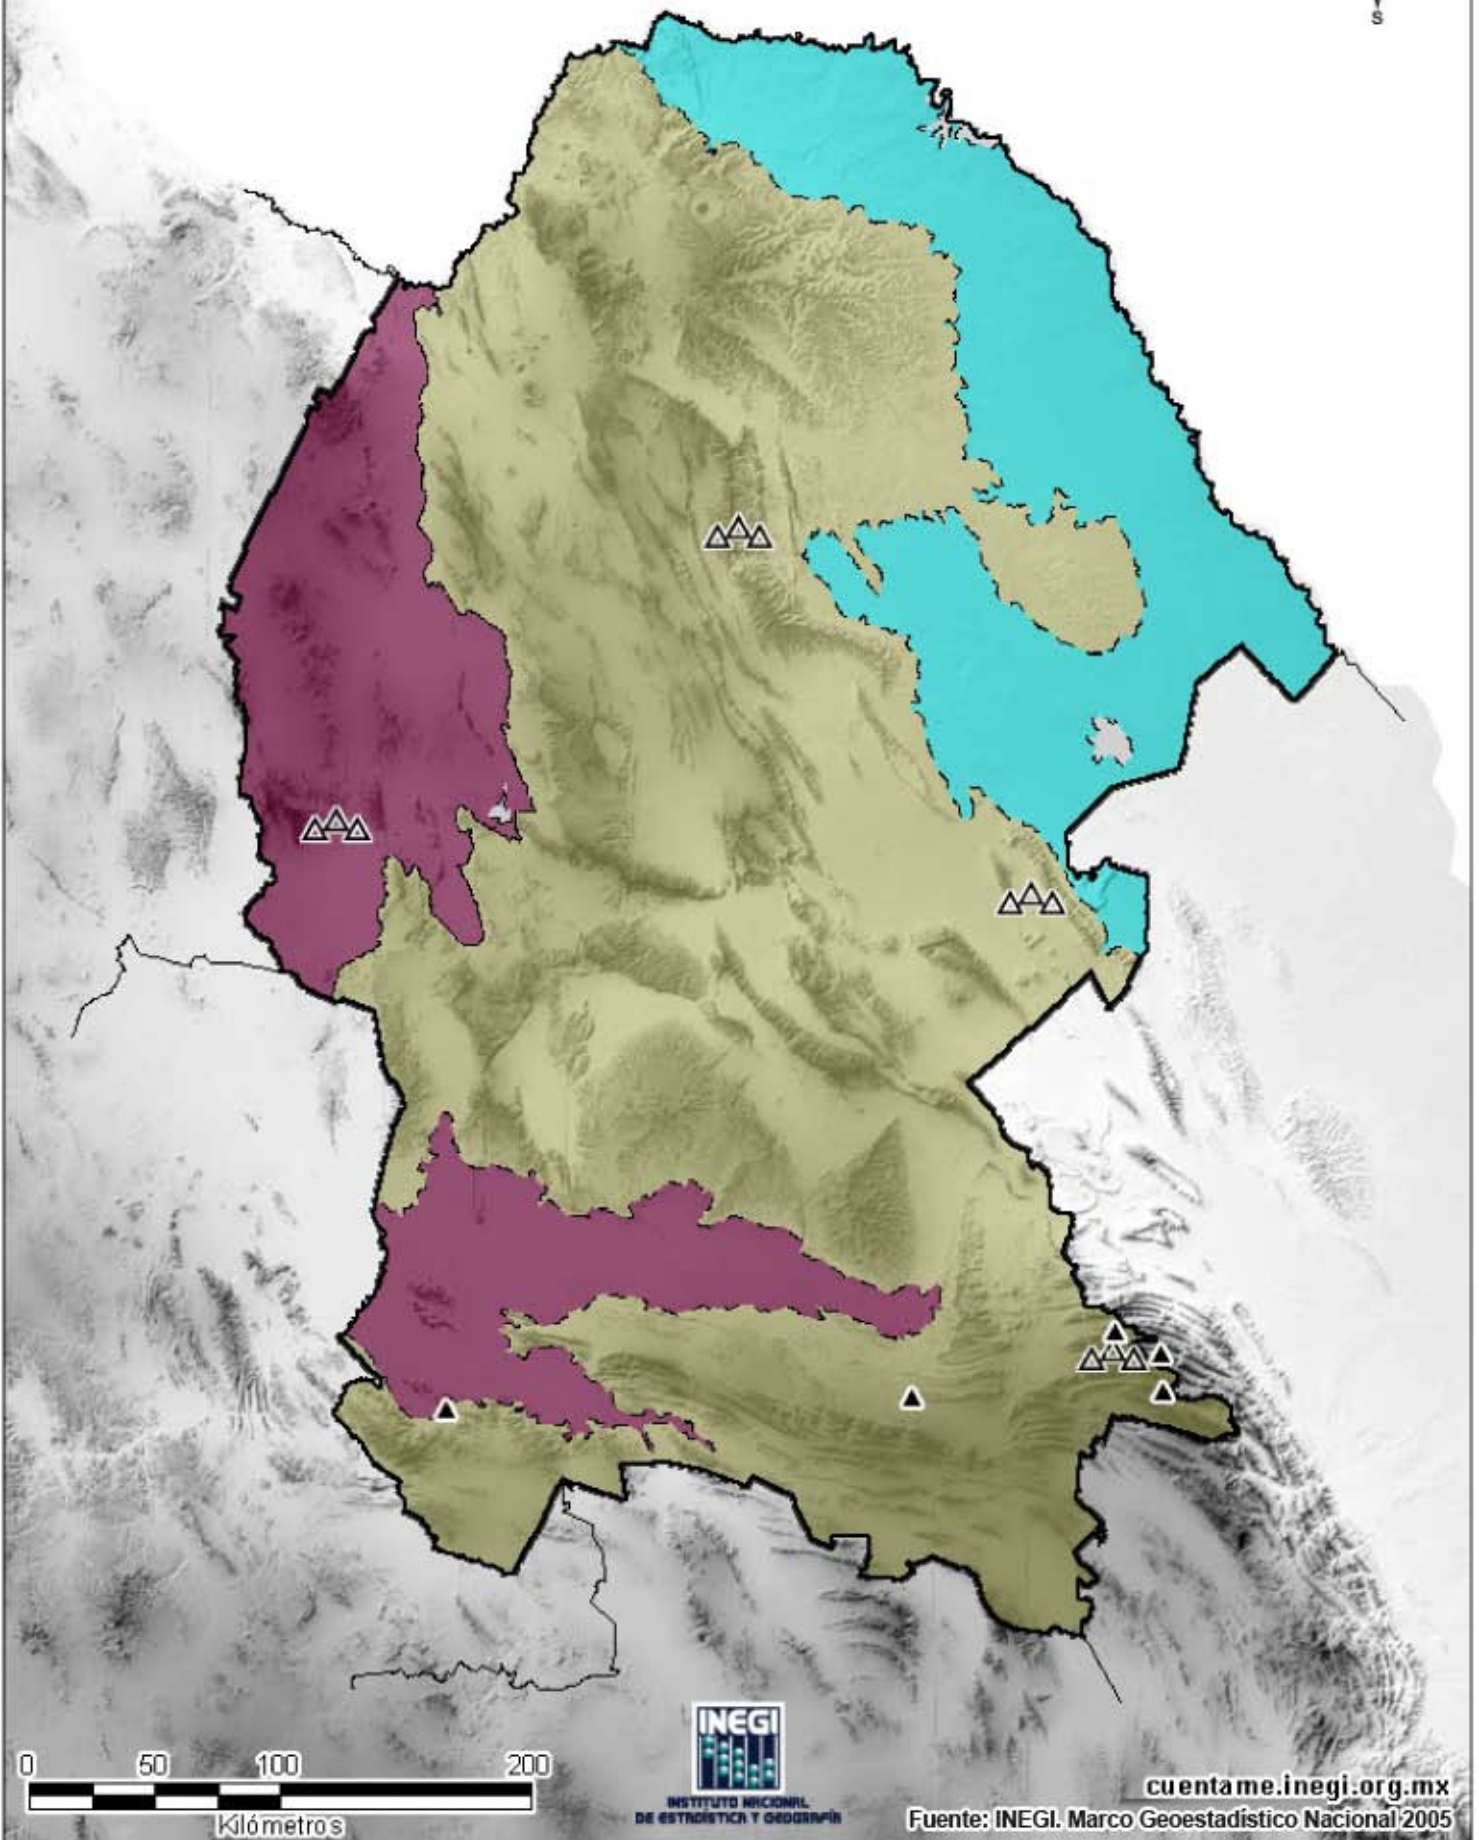 S
0 50 100 200
Kilómetros
INEGI
INSTITUTO NACIONAL
DE ESTADÍSTICA Y GEOGRAFÍA
cuentame.inegi.org.mx
Fuente: INEGI. Marco Geoestadístico Nacional 2005